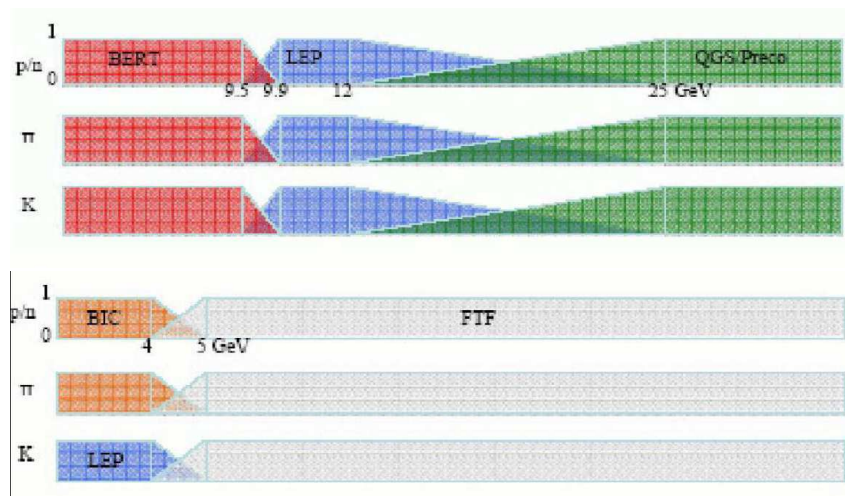 1
p/n BERT LEP QGS/Preco
0
9.5 9.9 12 25 GeV
π
K
1
p/n BIC FTF
0
4 5 GeV
π
K LEP